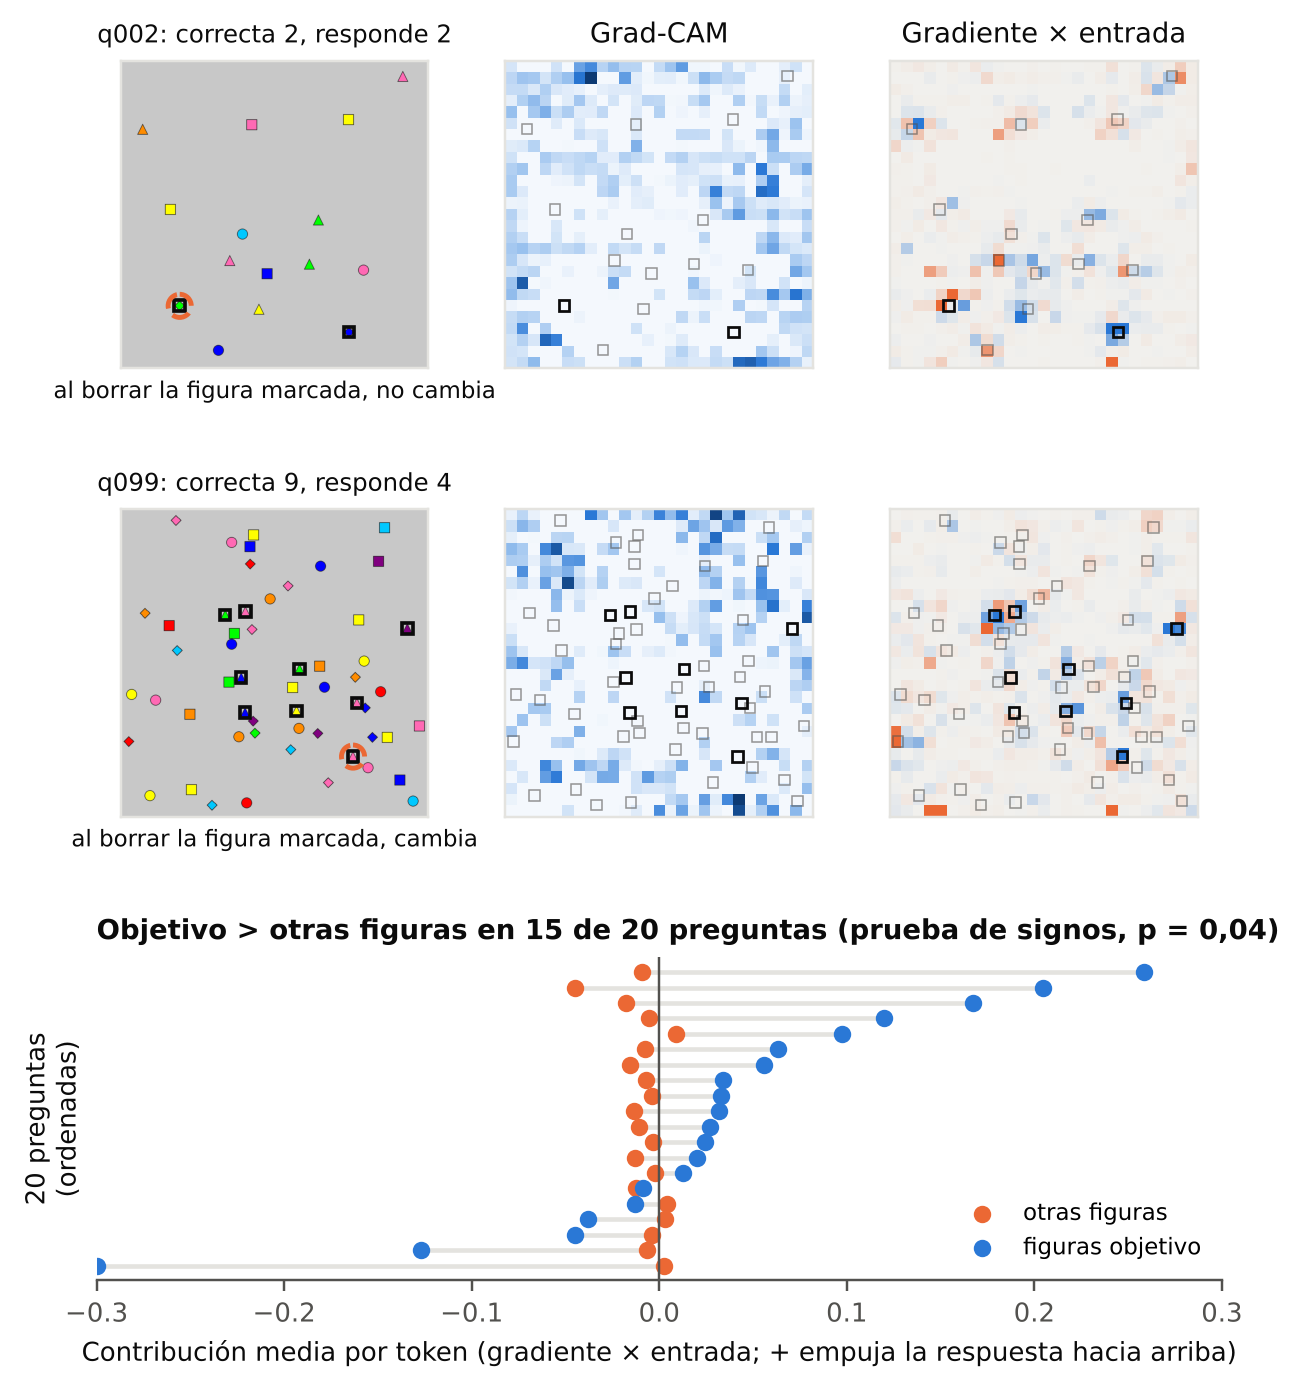 q002: correcta 2, responde 2
Grad-CAM
Gradiente × entrada
al borrar la figura marcada, no cambia
q099: correcta 9, responde 4
al borrar la figura marcada, cambia
Objetivo > otras figuras en 15 de 20 preguntas (prueba de signos, p = 0,04)
20 preguntas
(ordenadas)
otras figuras
figuras objetivo
−0.3
−0.2
−0.1
0.0
0.1
0.2
0.3
Contribución media por token (gradiente × entrada; + empuja la respuesta hacia arriba)